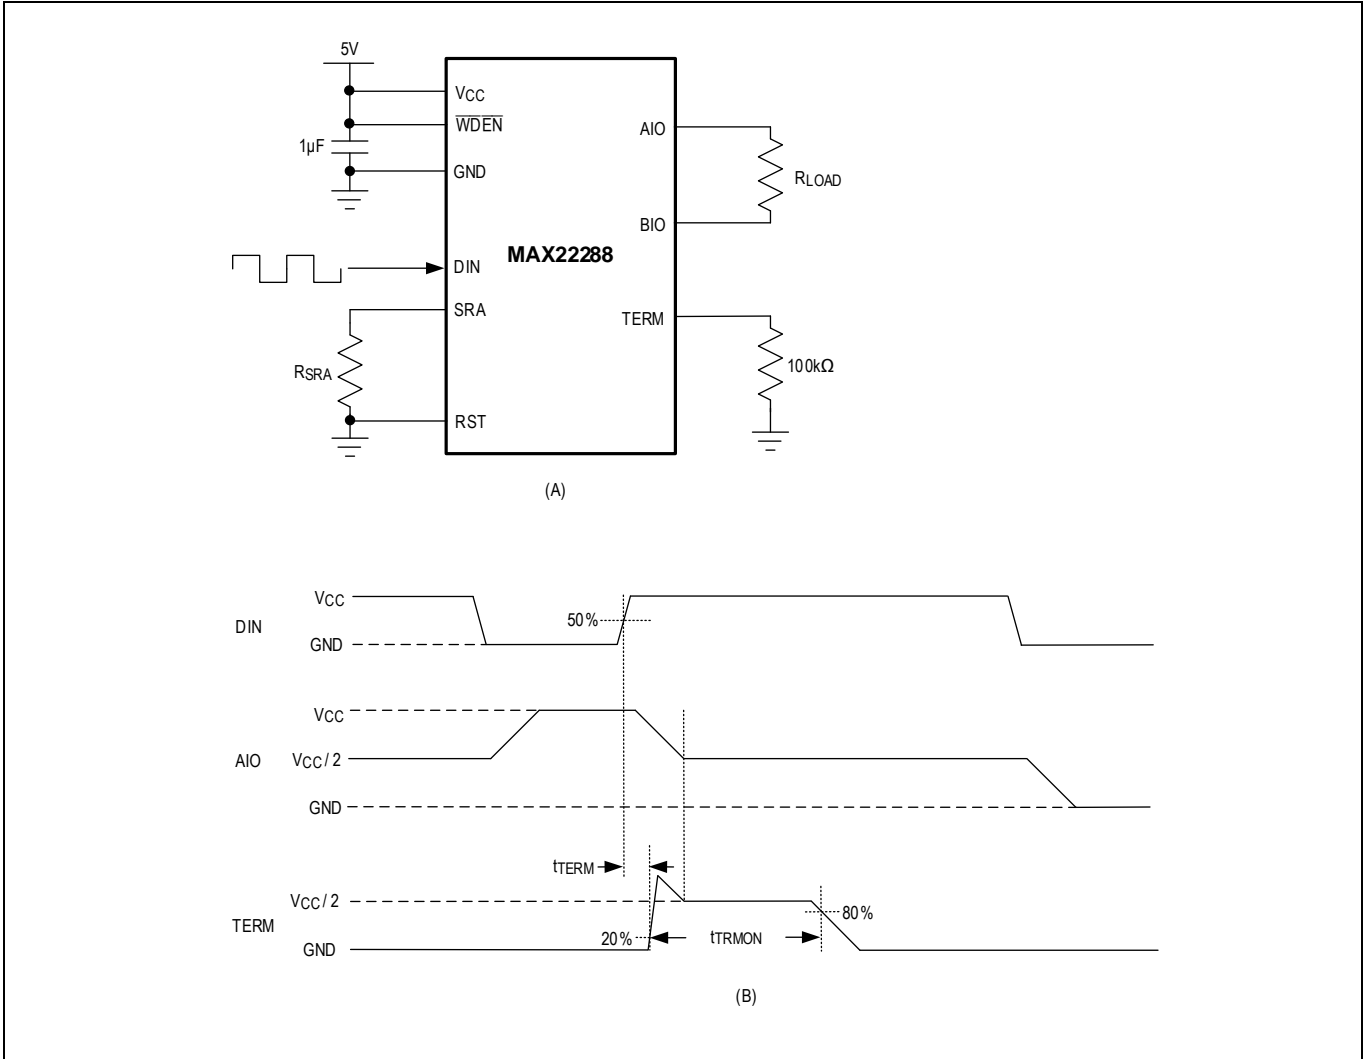 5V
VCC
WDEN
1µF
GND
AIO
RLOAD
BIO
MAX22288
DIN
SRA
TERM
RSRA
100kΩ
RST
(A)
VCC
50%
DIN
GND
VCC
AIO
VCC/ 2
GND
tTERM
VCC/ 2
80%
TERM
20%
tTRMON
GND
(B)